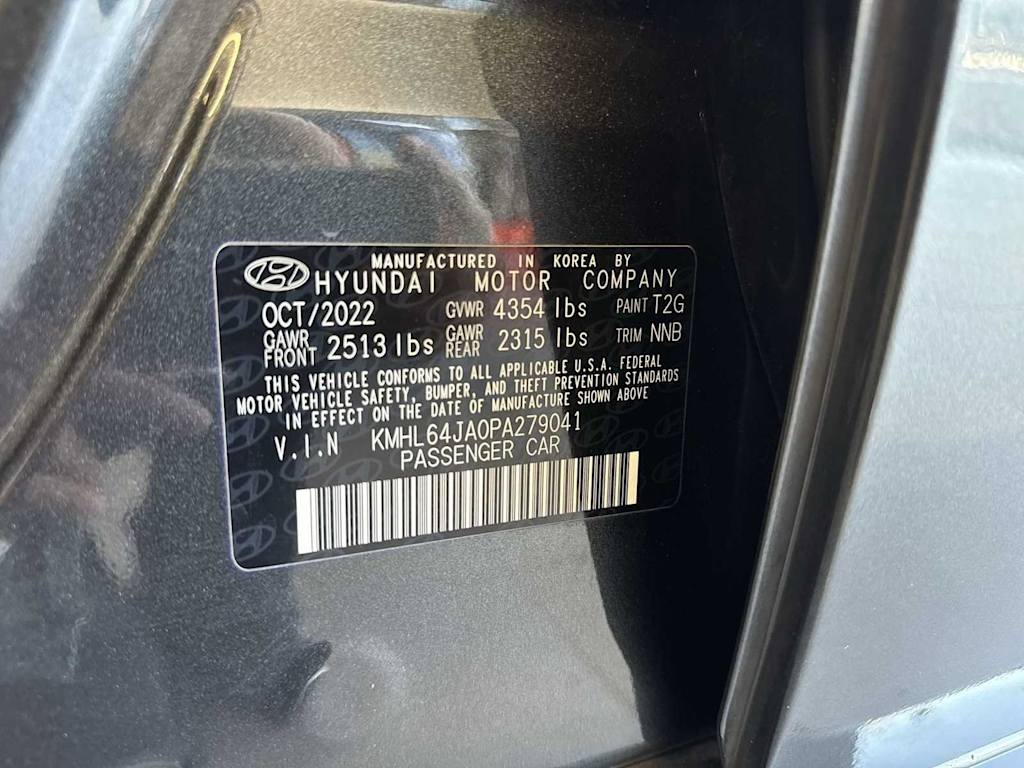 MANUFACTURED IN KOREA BY
HYUNDAI MOTOR COMPANY
OCT/2022 GVWR 4354 lbs PAINT T2G
GAWR FRONT 2513 lbs GAWR REAR 2315 lbs TRIM NNB
THIS VEHICLE CONFORMS TO ALL APPLICABLE U.S.A. FEDERAL
MOTOR VEHICLE SAFETY, BUMPER, AND THEFT PREVENTION STANDARDS
IN EFFECT ON THE DATE OF MANUFACTURE SHOWN ABOVE
V.I.N KMHL64JA0PA279041
PASSENGER CAR